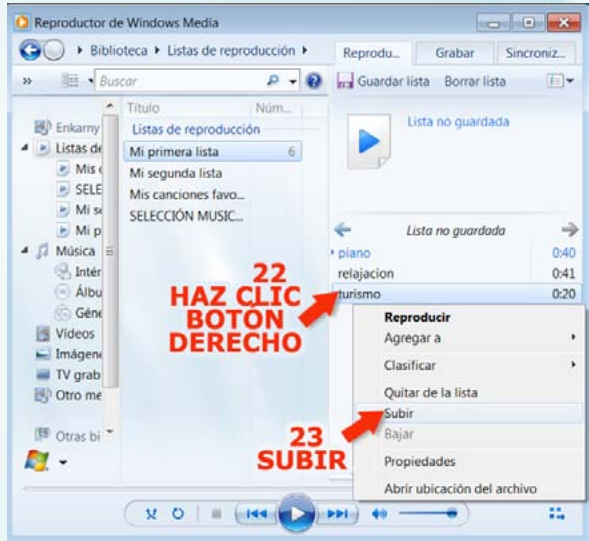 Reproductor de Windows Media
Biblioteca ▸ Listas de reproducción ▸
Reprodu... Grabar Sincroniz...
» Buscar
Guardar lista Borrar lista
Título Núm...
Listas de reproducción
Mi primera lista 6
Mi segunda lista
Mis canciones favo...
SELECCIÓN MUSIC...
Enkarny
Listas de
Mis
SELE
Mi se
Mi p
Música
Intér
Álbu
Géne
Vídeos
Imágene
TV grab
Otro me
Otras bi
Lista no guardada
Lista no guardada
piano 0:40
relajacion 0:41
turismo 0:20
22
HAZ CLIC
BOTÓN
DERECHO
Reproducir
Agregar a
Clasificar
Quitar de la lista
Subir
Bajar
Propiedades
Abrir ubicación del archivo
23
SUBIR